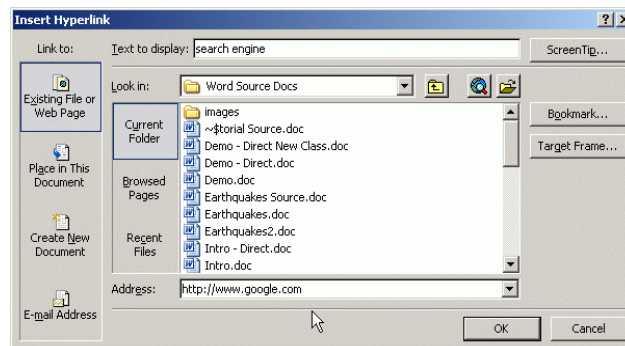 Insert Hyperlink
Link to:
Text to display: search engine
ScreenTip...
Existing File or
Web Page
Look in: Word Source Docs
Current
Folder
images
~$torial Source.doc
Demo - Direct New Class.doc
Demo - Direct.doc
Demo.doc
Earthquakes Source.doc
Earthquakes.doc
Earthquakes2.doc
Intro - Direct.doc
Intro.doc
Bookmark...
Target Frame...
Place in This
Document
Browsed
Pages
Create New
Document
Recent
Files
E-mail Address
Address: http://www.google.com
OK
Cancel